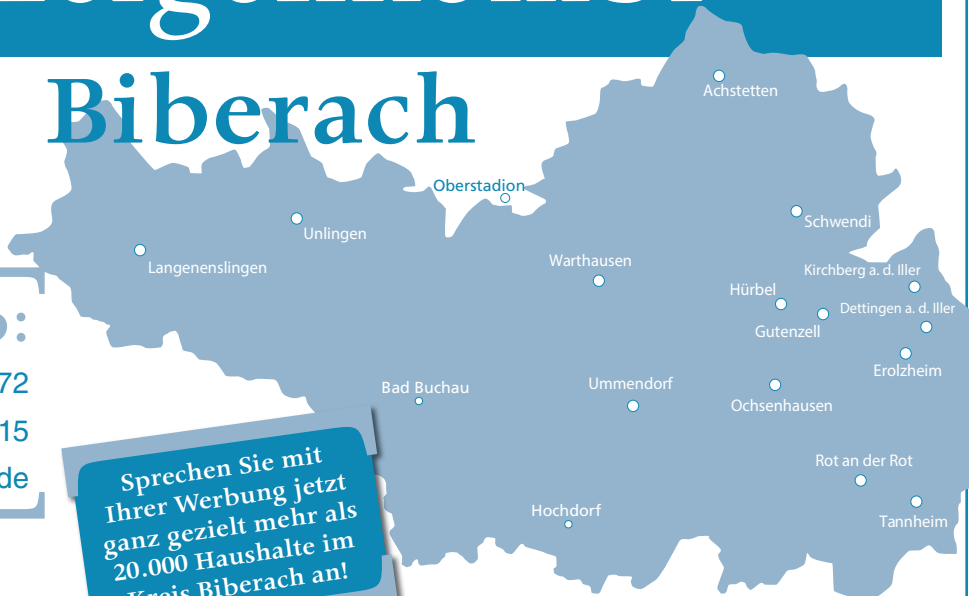 Biberach
Achstetten
Oberstadion
Schwendi
Unlingen
Langenenslingen
Warthausen
Kirchberg a. d. Iller
Hürbel
Dettingen a. d. Iller
Gutenzell
Erolzheim
Bad Buchau
Ummendorf
Ochsenhausen
:
72
15
de
Rot an der Rot
Hochdorf
Tannheim
Sprechen Sie mit
Ihrer Werbung jetzt
ganz gezielt mehr als
20.000 Haushalte im
Kreis Biberach an!